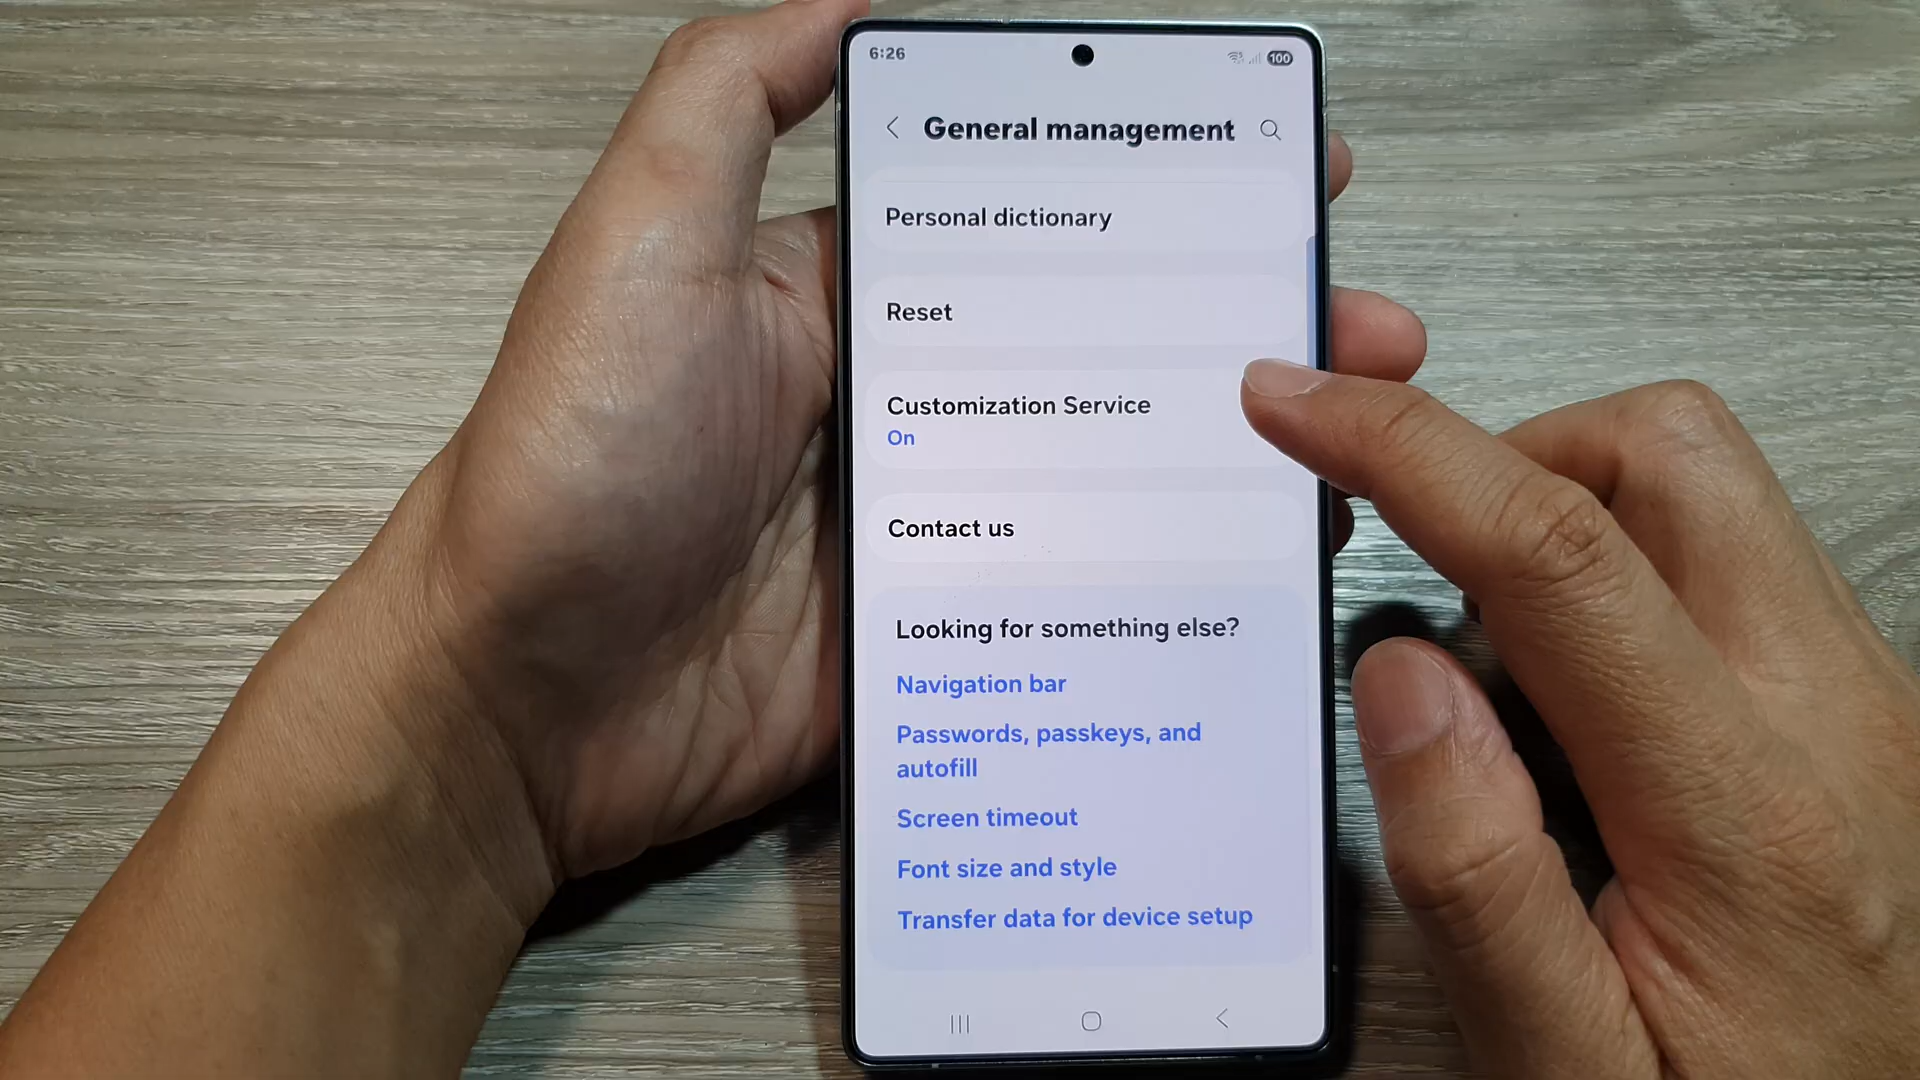 6:26
100
General management
Personal dictionary
Reset
Customization Service
On
Contact us
Looking for something else?
Navigation bar
Passwords, passkeys, and
autofill
Screen timeout
Font size and style
Transfer data for device setup